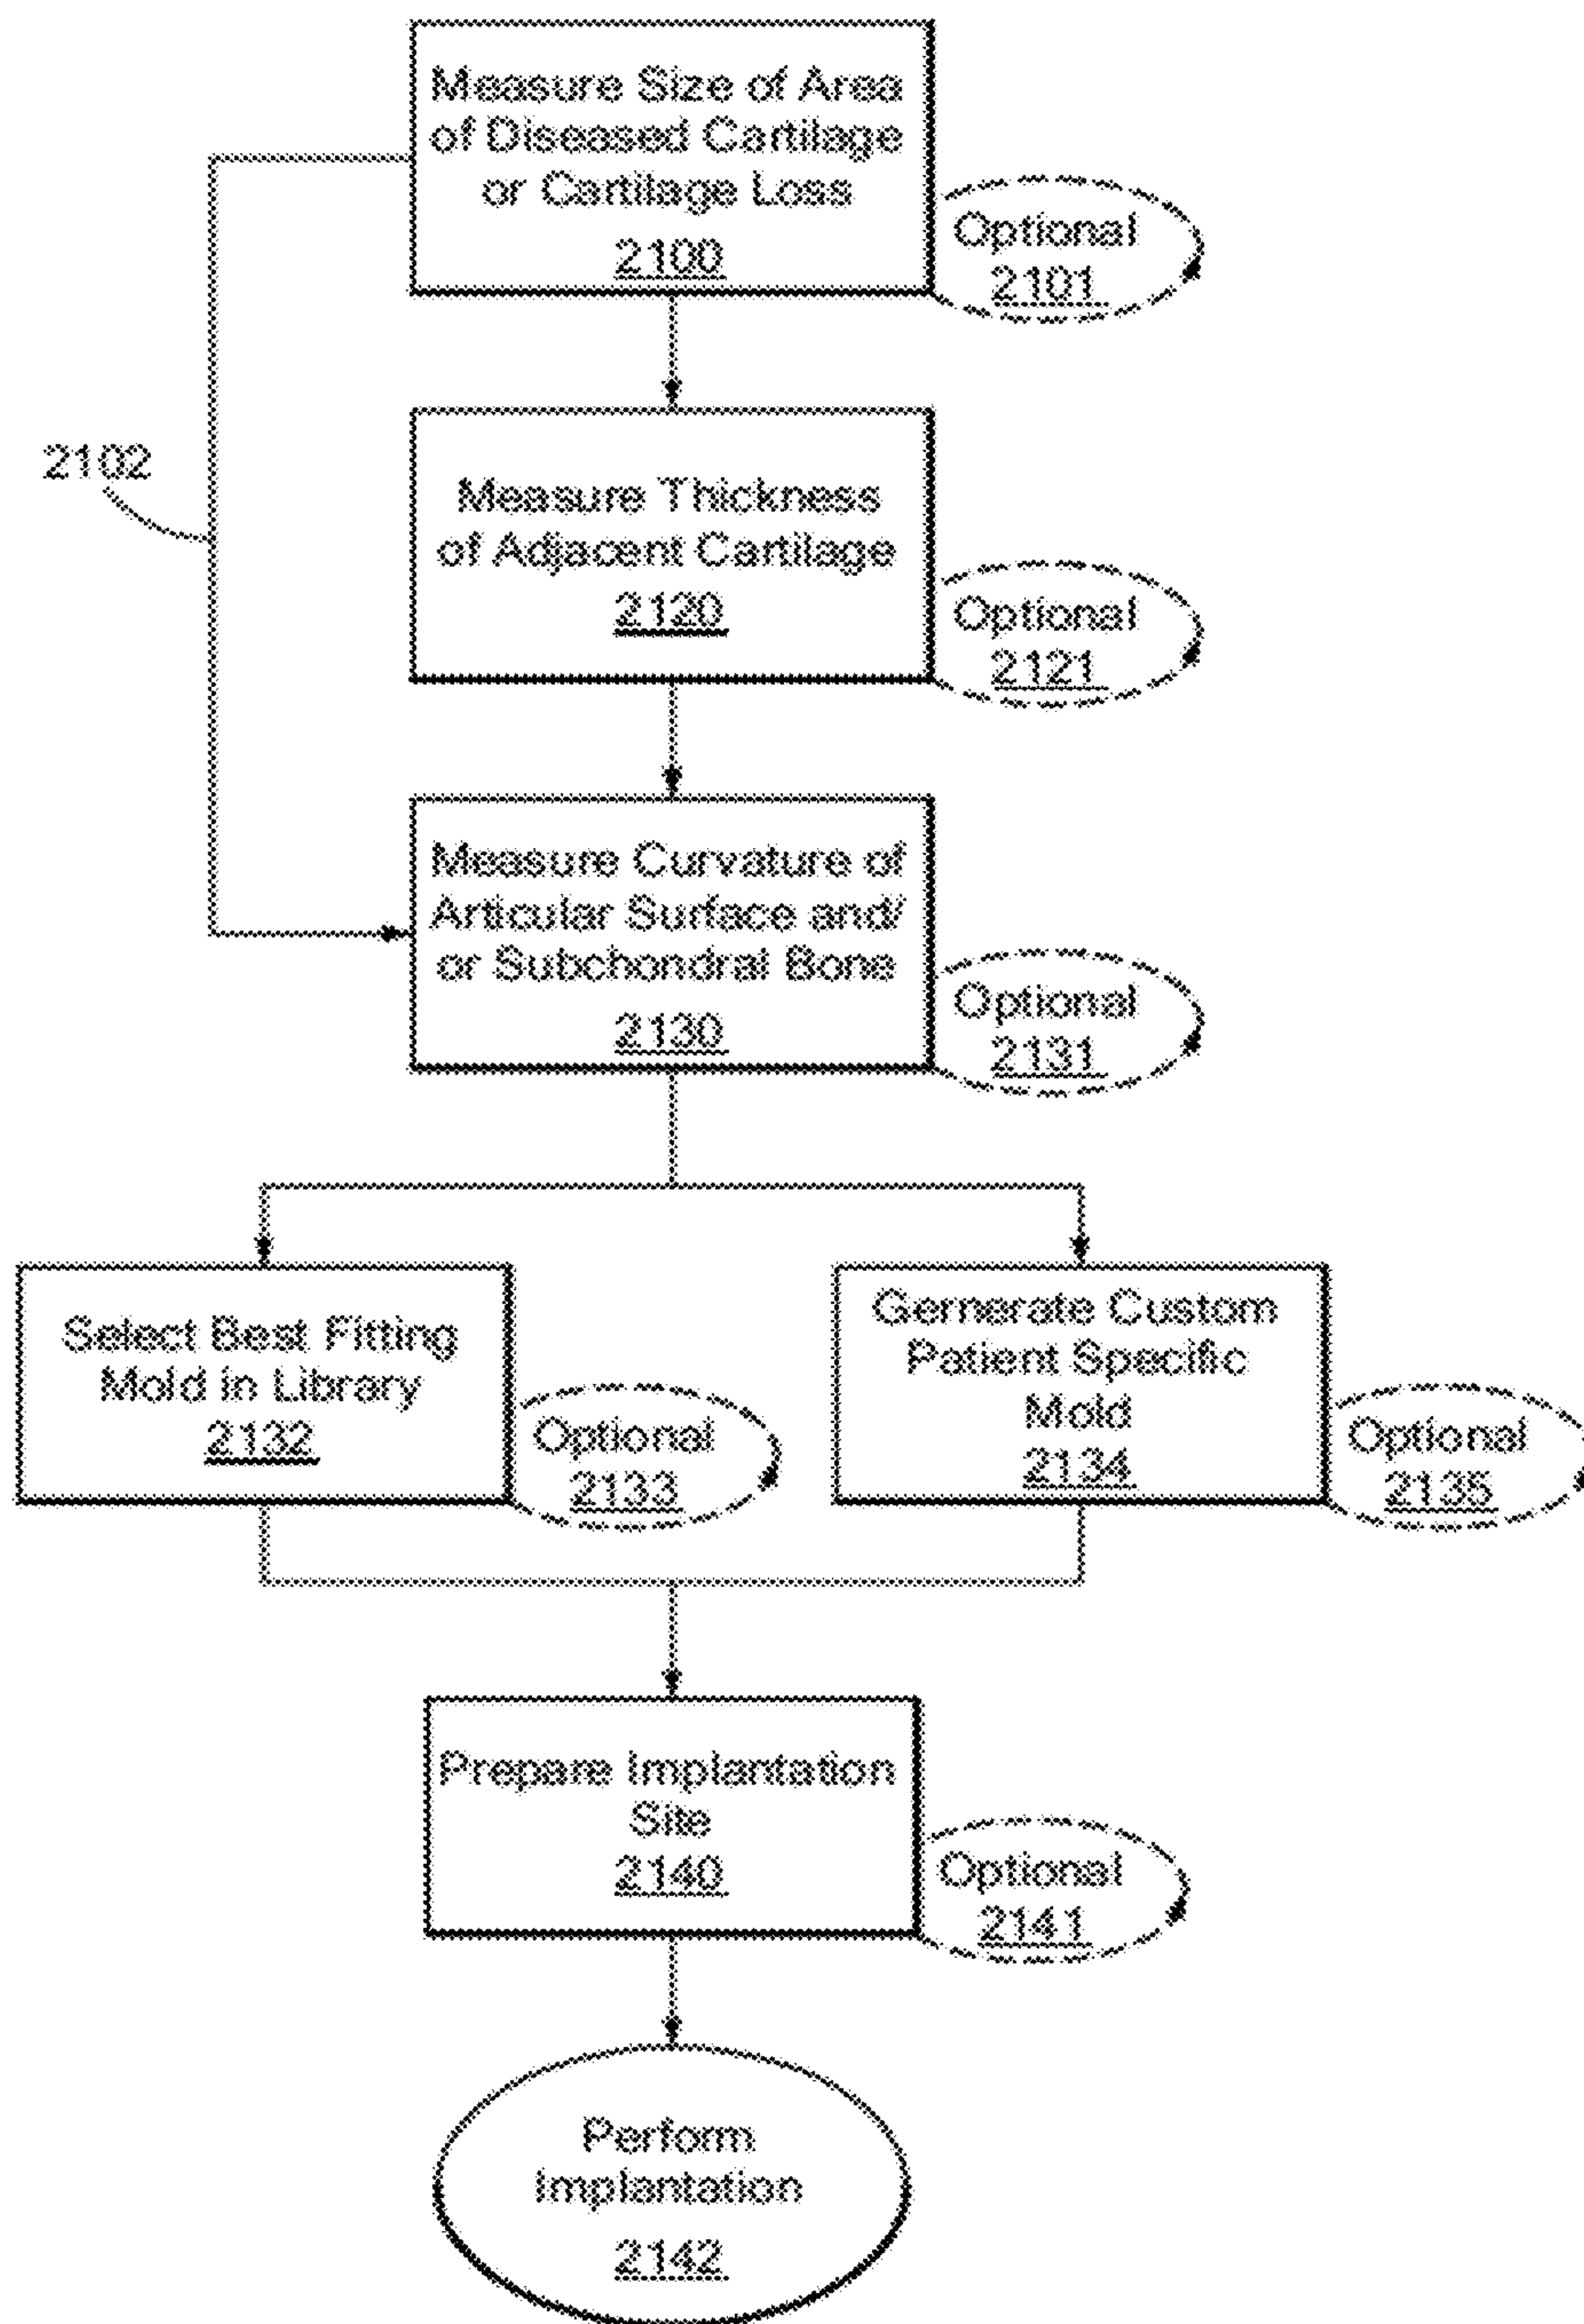 Measure Size of Area
of Diseased Cartilage
or Cartilage Loss
2100
Optional
2101
2102
Measure Thickness
of Adjacent Cartilage
2120
Optional
2121
Measure Curvature of
Articular Surface and/
or Subchondral Bone
2130
Optional
2131
Select Best Fitting
Mold in Library
2132
Optional
2133
Gernerate Custom
Patient Specific
Mold
2134
Optional
2135
Prepare Implantation
Site
2140
Optional
2141
Perform
Implantation
2142